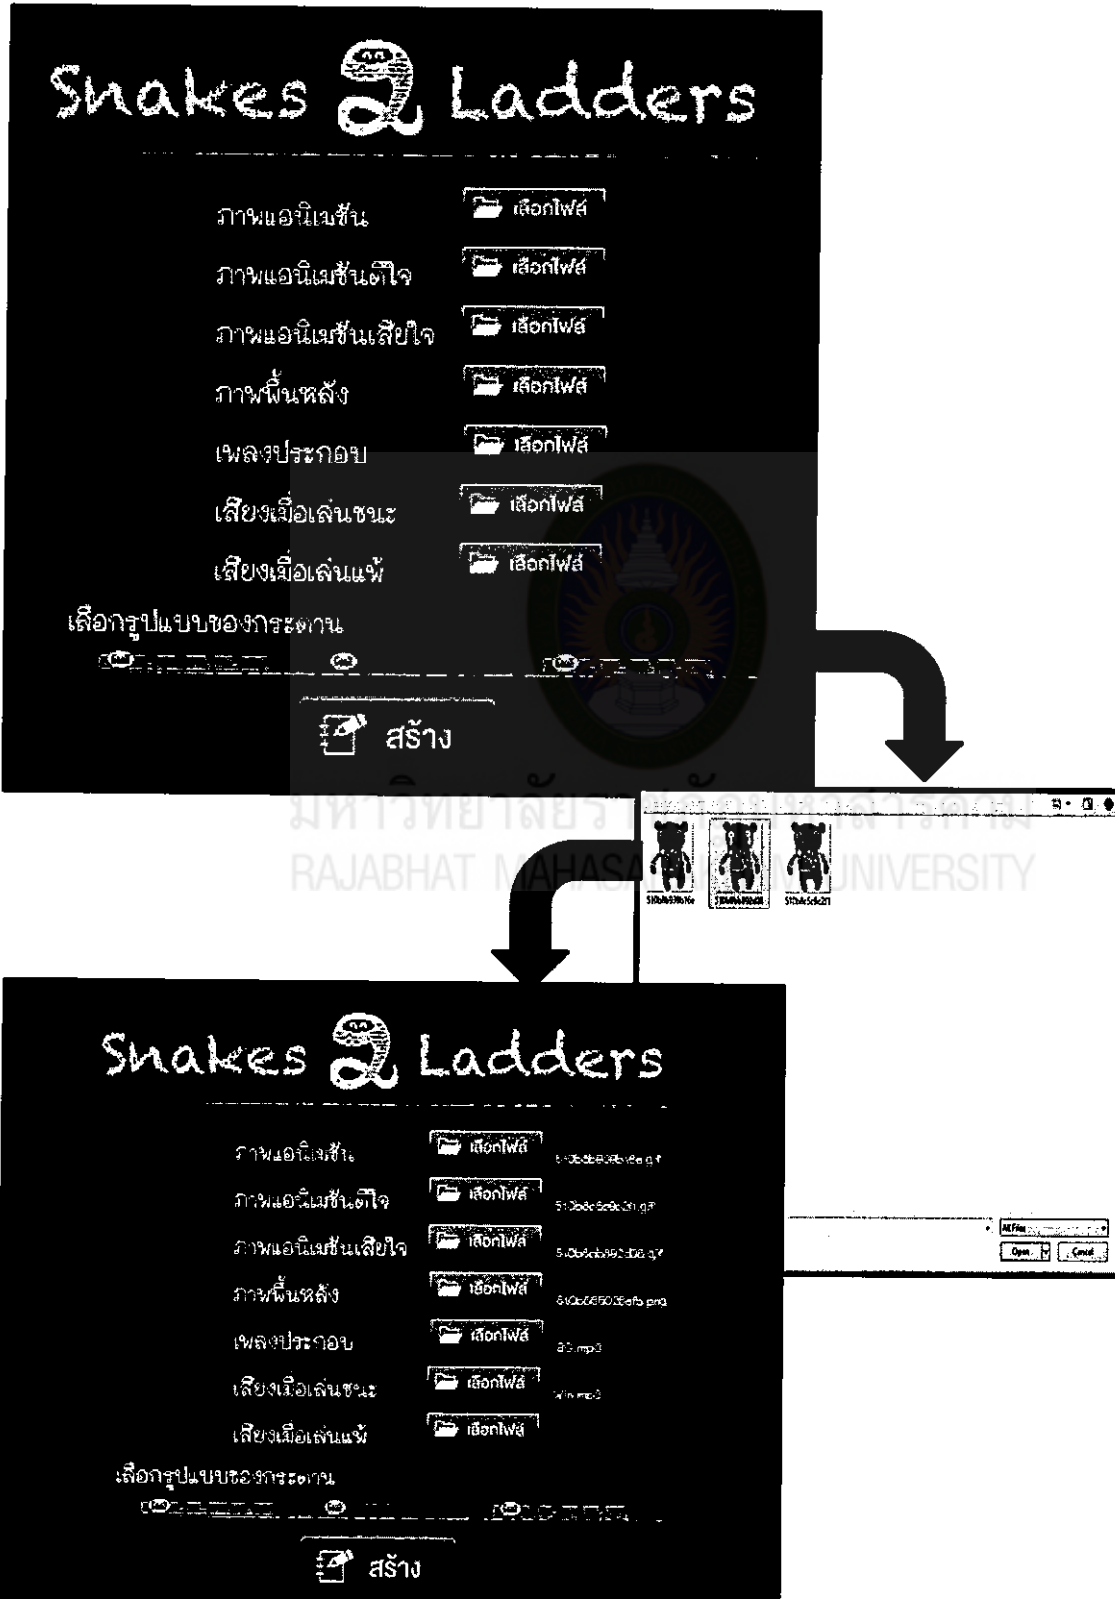 Snakes 2 Ladders
ภาพแอนิเมชัน เลือกไฟล์
ภาพแอนิเมชันดีใจ เลือกไฟล์
ภาพแอนิเมชันเสียใจ เลือกไฟล์
ภาพพื้นหลัง เลือกไฟล์
เพลงประกอบ เลือกไฟล์
เสียงเมื่อเล่นชนะ เลือกไฟล์
เสียงเมื่อเล่นแพ้ เลือกไฟล์
เลือกรูปแบบของกระดาน
สร้าง
มหาวิทยาลัยราชภัฏมหาสารคาม
RAJABHAT MAHASARAKHAM UNIVERSITY
Snakes 2 Ladders
ภาพแอนิเมชัน เลือกไฟล์
ภาพแอนิเมชันดีใจ เลือกไฟล์
ภาพแอนิเมชันเสียใจ เลือกไฟล์
ภาพพื้นหลัง เลือกไฟล์
เพลงประกอบ เลือกไฟล์
เสียงเมื่อเล่นชนะ เลือกไฟล์
เสียงเมื่อเล่นแพ้ เลือกไฟล์
เลือกรูปแบบของกระดาน
สร้าง
All Files
Open Cancel